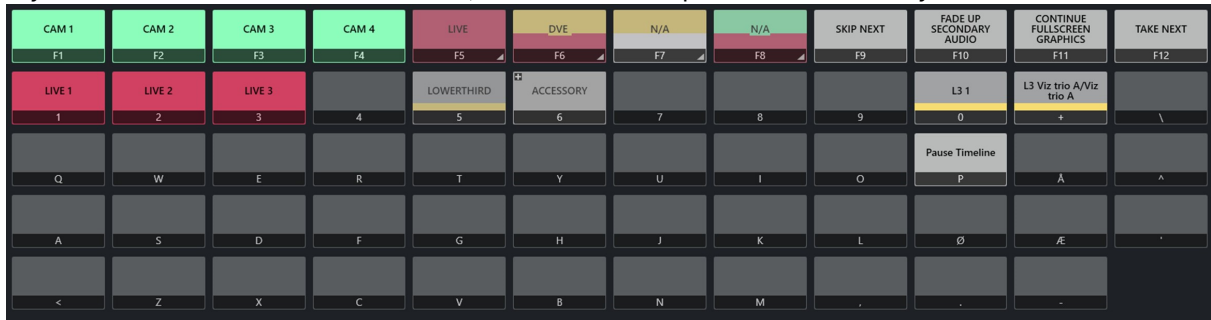 CAM 1
F1
CAM 2
F2
CAM 3
F3
CAM 4
F4
LIVE
F5
DVE
F6
N/A
F7
N/A
F8
SKIP NEXT
F9
FADE UP
SECONDARY
AUDIO
F10
CONTINUE
FULLSCREEN
GRAPHICS
F11
TAKE NEXT
F12
LIVE 1
1
LIVE 2
2
LIVE 3
3
4
LOWERTHIRD
5
ACCESSORY
6
7
8
9
L3 1
0
L3 Viz trio A/Viz
trio A
+
\
Q
W
E
R
T
Y
U
I
O
Pause Timeline
P
Å
^
A
S
D
F
G
H
J
K
L
Ø
Æ
'
<
Z
X
C
V
B
N
M
,
.
-